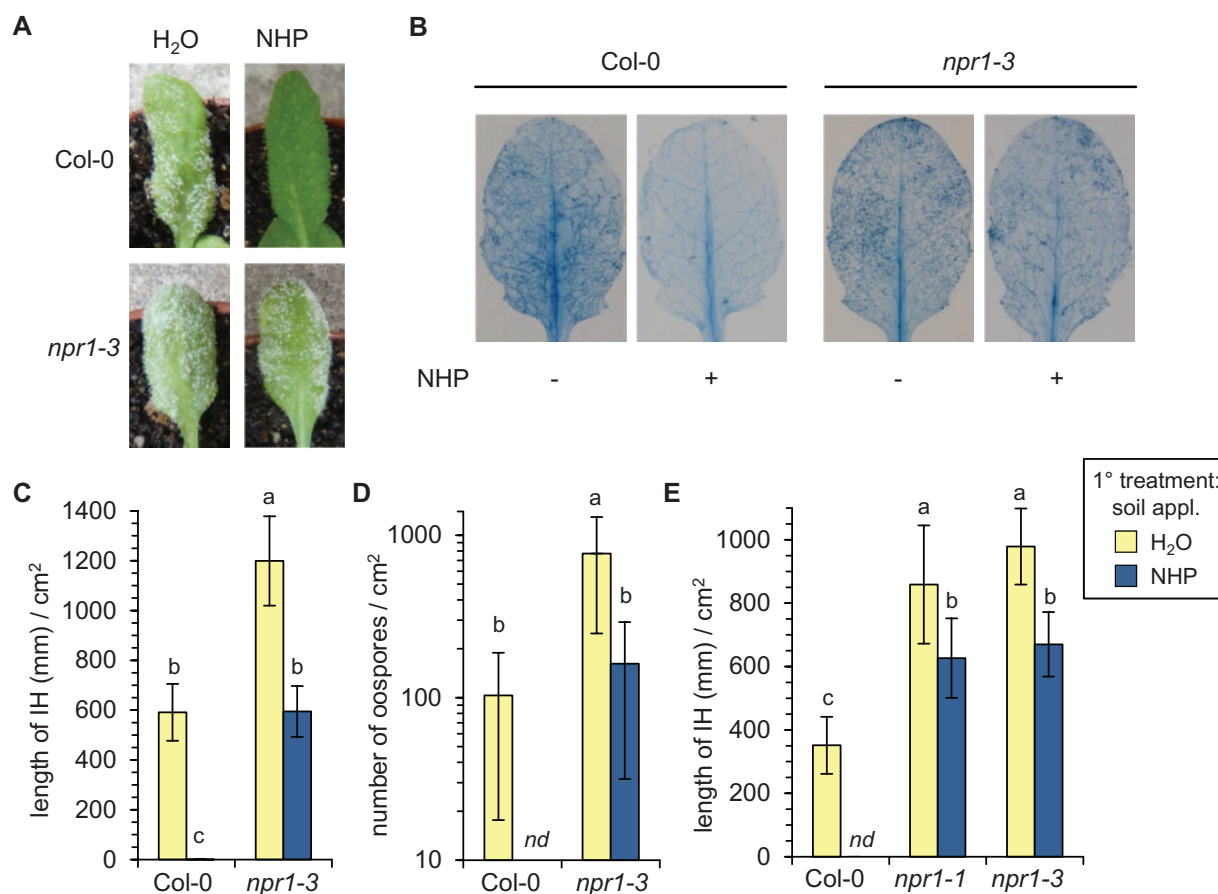 A
H₂O NHP
Col-0
npr1-3
B
Col-0 npr1-3
NHP - + - +
C
length of IH (mm) / cm²
1400
1200
1000
800
600
400
200
0
b
c
a
b
Col-0 npr1-3
D
number of oospores / cm²
1000
100
10
b
nd
a
b
Col-0 npr1-3
E
length of IH (mm) / cm²
1000
800
600
400
200
0
c
nd
a
b
a
b
Col-0 npr1-1 npr1-3
1° treatment:
soil appl.
H₂O
NHP